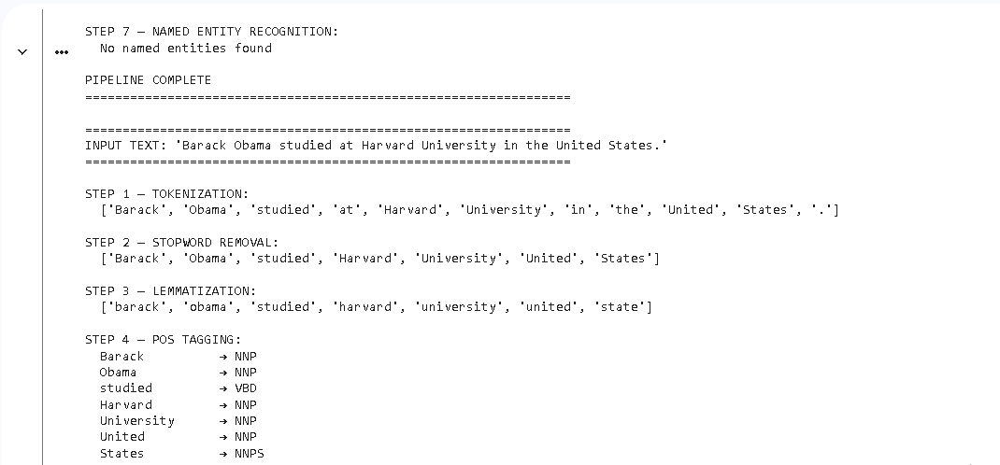 STEP 7 — NAMED ENTITY RECOGNITION:
No named entities found
PIPELINE COMPLETE
=================================================================
=================================================================
INPUT TEXT: 'Barack Obama studied at Harvard University in the United States.'
=================================================================
STEP 1 — TOKENIZATION:
['Barack', 'Obama', 'studied', 'at', 'Harvard', 'University', 'in', 'the', 'United', 'States', '.']
STEP 2 — STOPWORD REMOVAL:
['Barack', 'Obama', 'studied', 'Harvard', 'University', 'United', 'States']
STEP 3 — LEMMATIZATION:
['barack', 'obama', 'studied', 'harvard', 'university', 'united', 'state']
STEP 4 — POS TAGGING:
Barack → NNP
Obama → NNP
studied → VBD
Harvard → NNP
University → NNP
United → NNP
States → NNPS